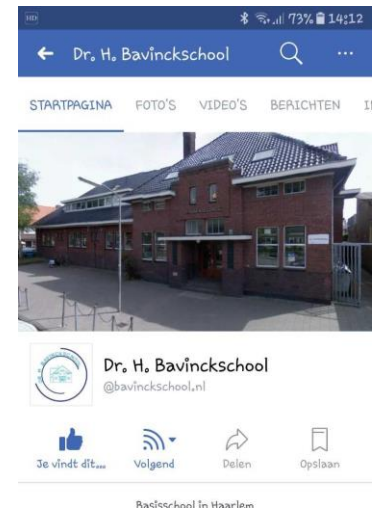 HD 73% 14:12
Dr. H. Bavinckschool
STARTPAGINA FOTO'S VIDEO'S BERICHTEN
Dr. H. Bavinckschool
@bavinckschool.nl
Je vindt dit... Volgend Delen Opslaan
Basisschool in Haarlem